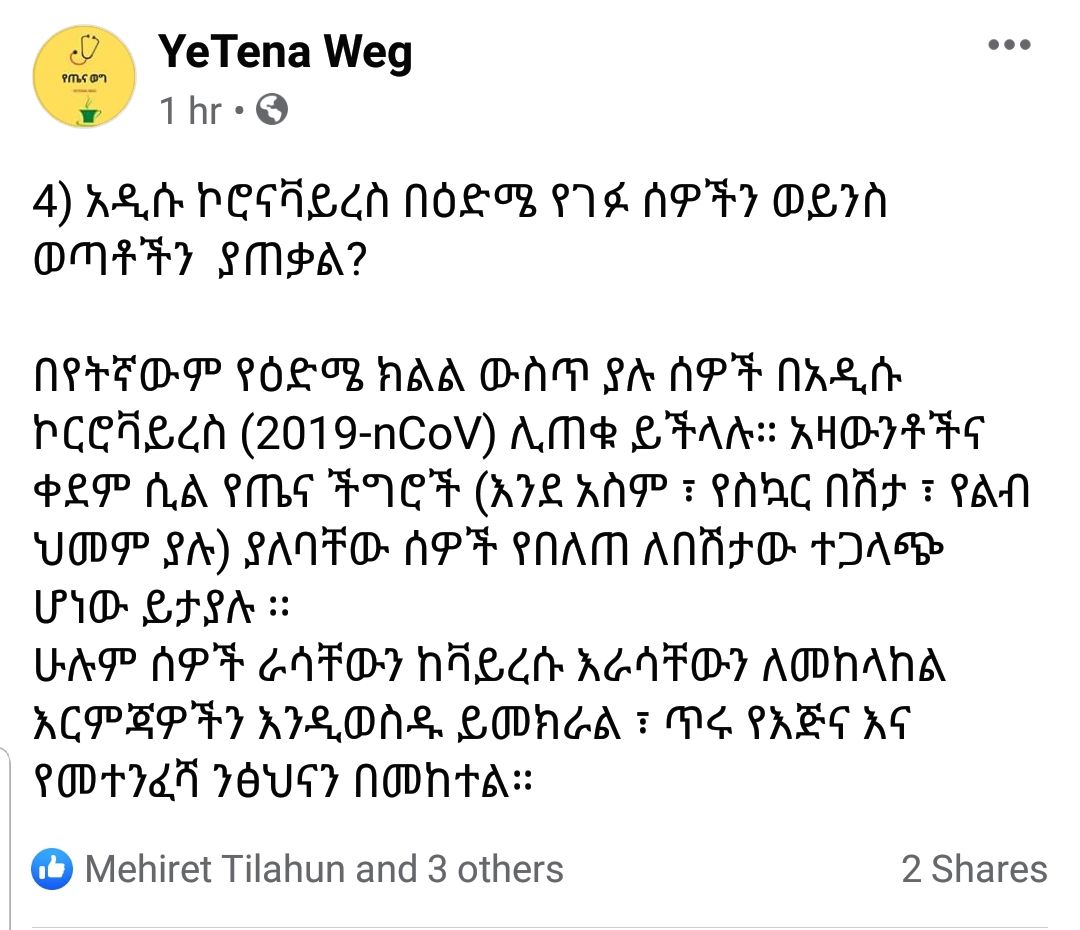 የጤና ወግ
YeTena Weg
1 hr •
4) አዲሱ ኮሮናቫይረስ በዕድሜ የገፉ ሰዎችን ወይንስ
ወጣቶችን ያጠቃል?
በየትኛውም የዕድሜ ክልል ውስጥ ያሉ ሰዎች በአዲሱ
ኮርሮቫይረስ (2019-nCoV) ሊጠቁ ይችላሉ። አዛውንቶችና
ቀደም ሲል የጤና ችግሮች (እንደ አስም ፣ የስኳር በሽታ ፣ የልብ
ህመም ያሉ) ያለባቸው ሰዎች የበለጠ ለበሽታው ተጋላጭ
ሆነው ይታያሉ ።
ሁሉም ሰዎች ራሳቸውን ከቫይረሱ እራሳቸውን ለመከላከል
እርምጃዎችን እንዲወስዱ ይመክራል ፣ ጥሩ የእጅና እና
የመተንፈሻ ንፅህናን በመከተል።
Mehiret Tilahun and 3 others
2 Shares